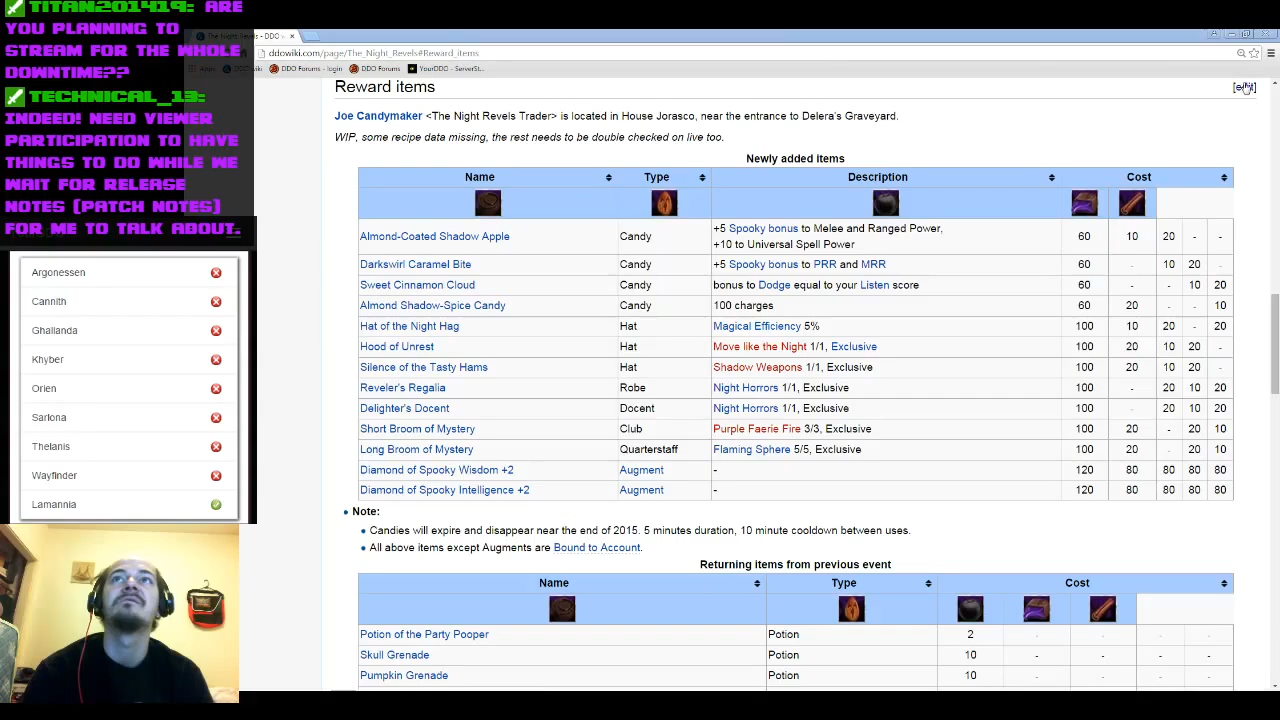 TITAN201419: ARE
YOU PLANNING TO
STREAM FOR THE WHOLE
DOWNTIME??
TECHNICAL_13:
INDEED! NEED VIEWER
PARTICIPATION TO HAVE
THINGS TO DO WHILE WE
WAIT FOR RELEASE
NOTES (PATCH NOTES)
FOR ME TO TALK ABOUT.
Argonessen
Cannith
Ghallanda
Khyber
Orien
Sarlona
Thelanis
Wayfinder
Lamannia
The Night Revels - DDO w
ddowiki.com/page/The_Night_Revels#Reward_items
Apps DDOWiki DDO Forums - login DDO Forums YourDDO - ServerSt...
Reward items
[edit]
Joe Candymaker <The Night Revels Trader> is located in House Jorasco, near the entrance to Delera's Graveyard.
WIP, some recipe data missing, the rest needs to be double checked on live too.
Newly added items
Name Type Description Cost
Almond-Coated Shadow Apple Candy +5 Spooky bonus to Melee and Ranged Power, +10 to Universal Spell Power 60 10 20 - -
Darkswirl Caramel Bite Candy +5 Spooky bonus to PRR and MRR 60 - 10 20 -
Sweet Cinnamon Cloud Candy bonus to Dodge equal to your Listen score 60 - - 10 20
Almond Shadow-Spice Candy Candy 100 charges 60 20 - - 10
Hat of the Night Hag Hat Magical Efficiency 5% 100 10 20 - 20
Hood of Unrest Hat Move like the Night 1/1, Exclusive 100 20 10 20 -
Silence of the Tasty Hams Hat Shadow Weapons 1/1, Exclusive 100 20 10 20 -
Reveler's Regalia Robe Night Horrors 1/1, Exclusive 100 - 20 10 20
Delighter's Docent Docent Night Horrors 1/1, Exclusive 100 - 20 10 20
Short Broom of Mystery Club Purple Faerie Fire 3/3, Exclusive 100 20 - 20 10
Long Broom of Mystery Quarterstaff Flaming Sphere 5/5, Exclusive 100 20 - 20 10
Diamond of Spooky Wisdom +2 Augment - 120 80 80 80 80
Diamond of Spooky Intelligence +2 Augment - 120 80 80 80 80
Note:
Candies will expire and disappear near the end of 2015. 5 minutes duration, 10 minute cooldown between uses.
All above items except Augments are Bound to Account.
Returning items from previous event
Name Type Cost
Potion of the Party Pooper Potion 2 - - - -
Skull Grenade Potion 10 - - - -
Pumpkin Grenade Potion 10 - - - -